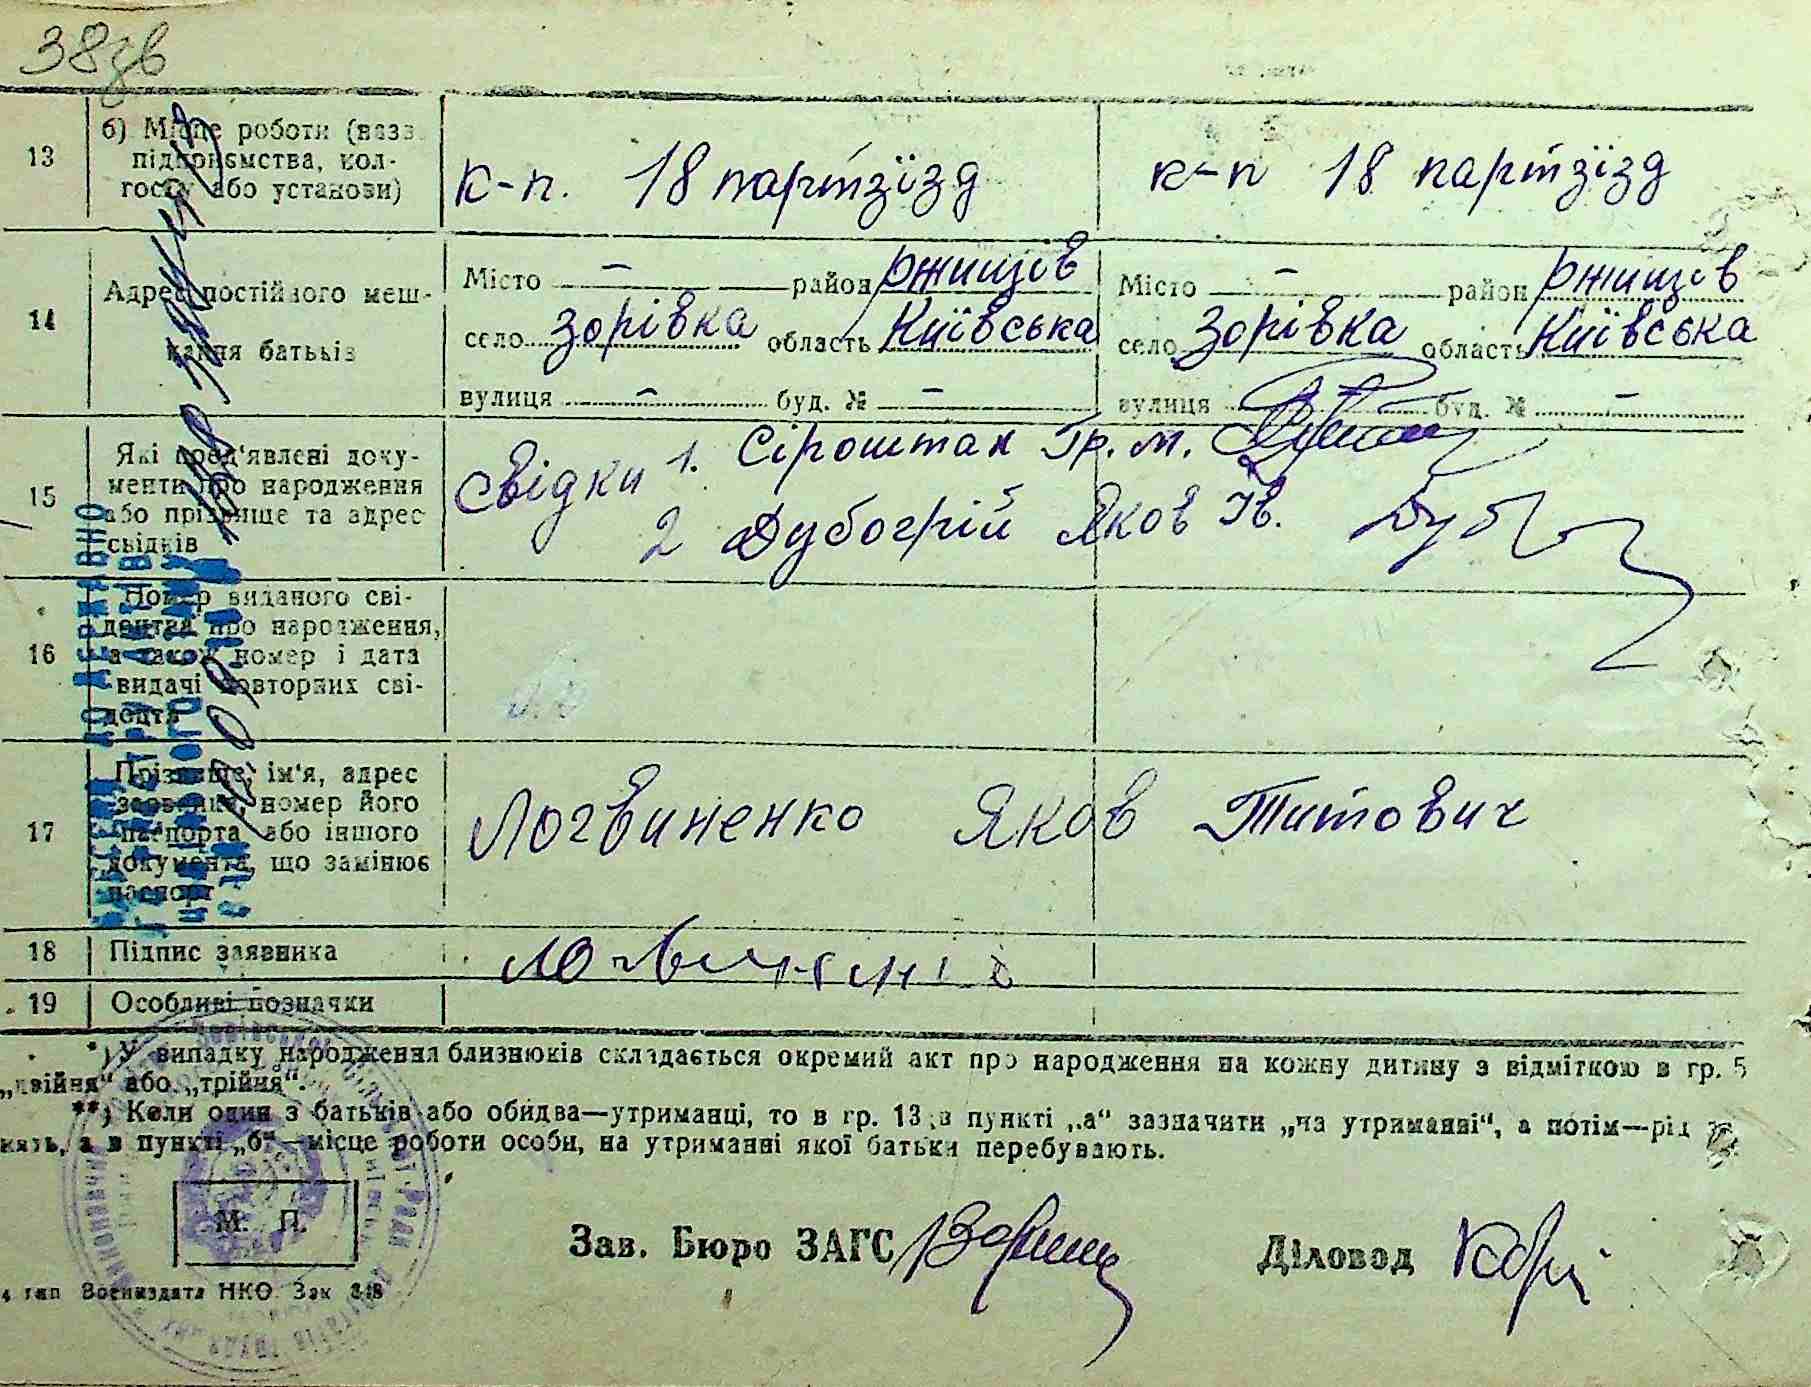 38зв
13
б) Місце роботи (назв.
підприємства, кол-
госпу або установи)
к-п. 18 партзїзд
к-п 18 партзїзд
14
Адрес постійного меш-
кання батьків
Місто – район Ржищів
село Зорівка область Київська
вулиця – буд. № –
Місто – район Ржищів
село Зорівка область Київська
вулиця буд. № –
15
Які пред'явлені доку-
менти про народження
або прізвище та адрес
свідків
Свідки 1. Сірошпан Гр. М.
2 Дубогрій Яков Ів.
16
Номер виданого сві-
доцтва про народження,
а також номер і дата
видачі повторних сві-
доцтв
17
Прізвище, ім'я, адрес
заявника, номер його
паспорта або іншого
документа, що замінює
паспорт
Логвиненко Яков Титович
18
Підпис заявника
19
Особливі позначки
*) У випадку народження близнюків складається окремий акт про народження на кожну дитину з відміткою в гр. 5
„двійня“ або „трійня“.
**) Коли один з батьків або обидва—утриманці, то в гр. 13 в пункті „а“ зазначити „на утриманні“, а потім—рід за-
нять, а в пункті „б“—місце роботи особи, на утриманні якої батьки перебувають.
М. П.
Зав. Бюро ЗАГС
Діловод
4 тип Воениздата НКО Зак 348